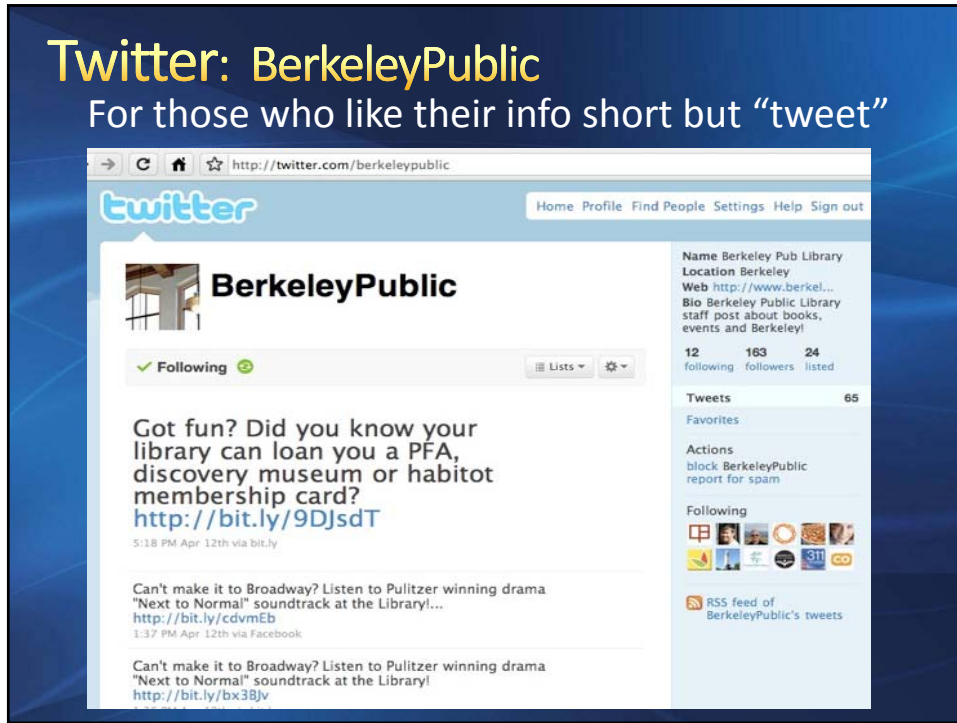 Twitter: BerkeleyPublic
For those who like their info short but “tweet”
http://twitter.com/berkeleypublic
twitter
Home Profile Find People Settings Help Sign out
BerkeleyPublic
Following
Lists
Got fun? Did you know your
library can loan you a PFA,
discovery museum or habitot
membership card?
http://bit.ly/9DJsdT
5:18 PM Apr 12th via bit.ly
Can't make it to Broadway? Listen to Pulitzer winning drama
"Next to Normal" soundtrack at the Library!...
http://bit.ly/cdvmEb
1:37 PM Apr 12th via Facebook
Can't make it to Broadway? Listen to Pulitzer winning drama
"Next to Normal" soundtrack at the Library!
http://bit.ly/bx3BJv
Name Berkeley Pub Library
Location Berkeley
Web http://www.berkel...
Bio Berkeley Public Library
staff post about books,
events and Berkeley!
12 163 24
following followers listed
Tweets 65
Favorites
Actions
block BerkeleyPublic
report for spam
Following
311
co
RSS feed of
BerkeleyPublic's tweets